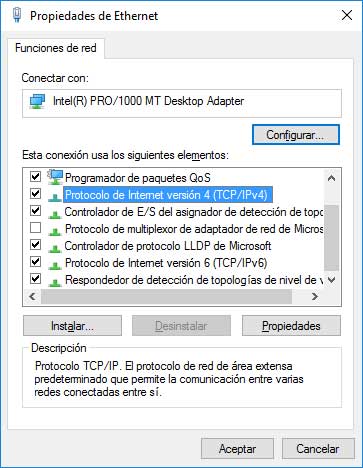 Propiedades de Ethernet
Funciones de red
Conectar con:
Intel(R) PRO/1000 MT Desktop Adapter
Configurar...
Esta conexión usa los siguientes elementos:
Programador de paquetes QoS
Protocolo de Internet versión 4 (TCP/IPv4)
Controlador de E/S del asignador de detección de topo
Protocolo de multiplexor de adaptador de red de Micros
Controlador de protocolo LLDP de Microsoft
Protocolo de Internet versión 6 (TCP/IPv6)
Respondedor de detección de topologías de nivel de v
Instalar...
Desinstalar
Propiedades
Descripción
Protocolo TCP/IP. El protocolo de red de área extensa
predeterminado que permite la comunicación entre varias
redes conectadas entre sí.
Aceptar
Cancelar